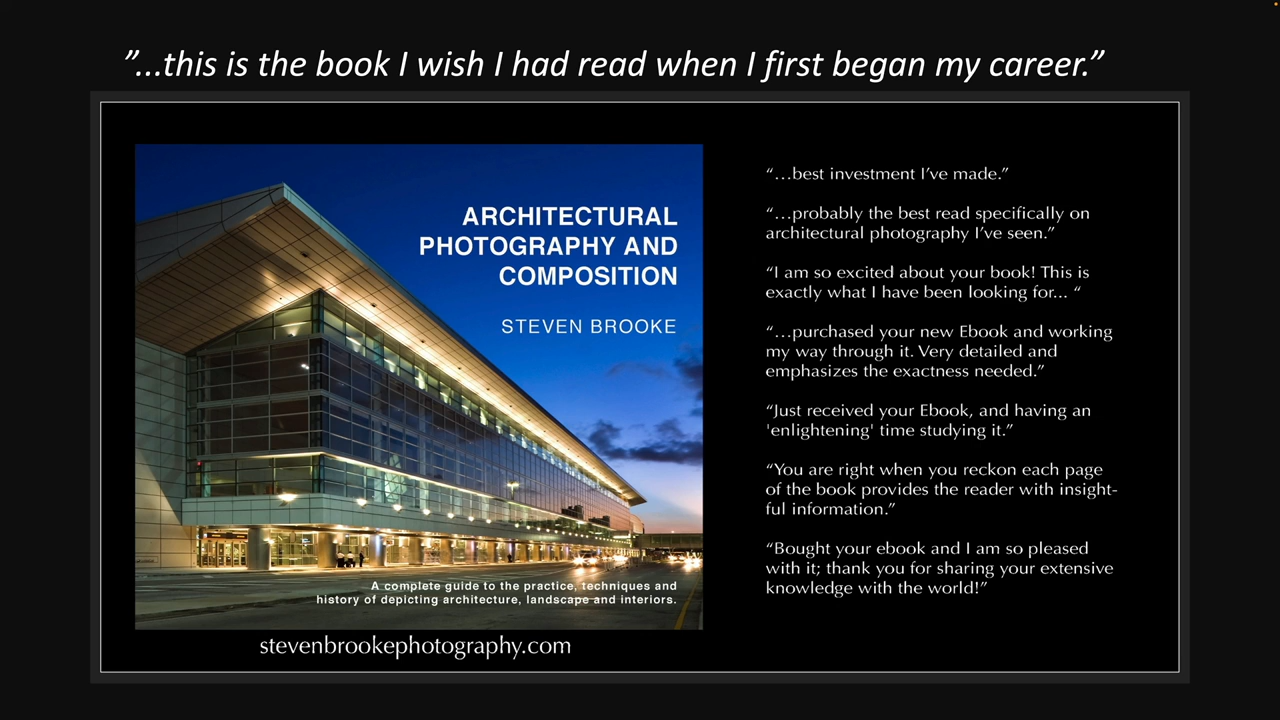 ”...this is the book I wish I had read when I first began my career.”
ARCHITECTURAL
PHOTOGRAPHY AND
COMPOSITION
STEVEN BROOKE
A complete guide to the practice, techniques and
history of depicting architecture, landscape and interiors.
stevenbrookephotography.com
“…best investment I’ve made.”
“…probably the best read specifically on
architectural photography I’ve seen.”
“I am so excited about your book! This is
exactly what I have been looking for... “
“…purchased your new Ebook and working
my way through it. Very detailed and
emphasizes the exactness needed.”
“Just received your Ebook, and having an
'enlightening' time studying it.”
“You are right when you reckon each page
of the book provides the reader with insight-
ful information.”
“Bought your ebook and I am so pleased
with it; thank you for sharing your extensive
knowledge with the world!”